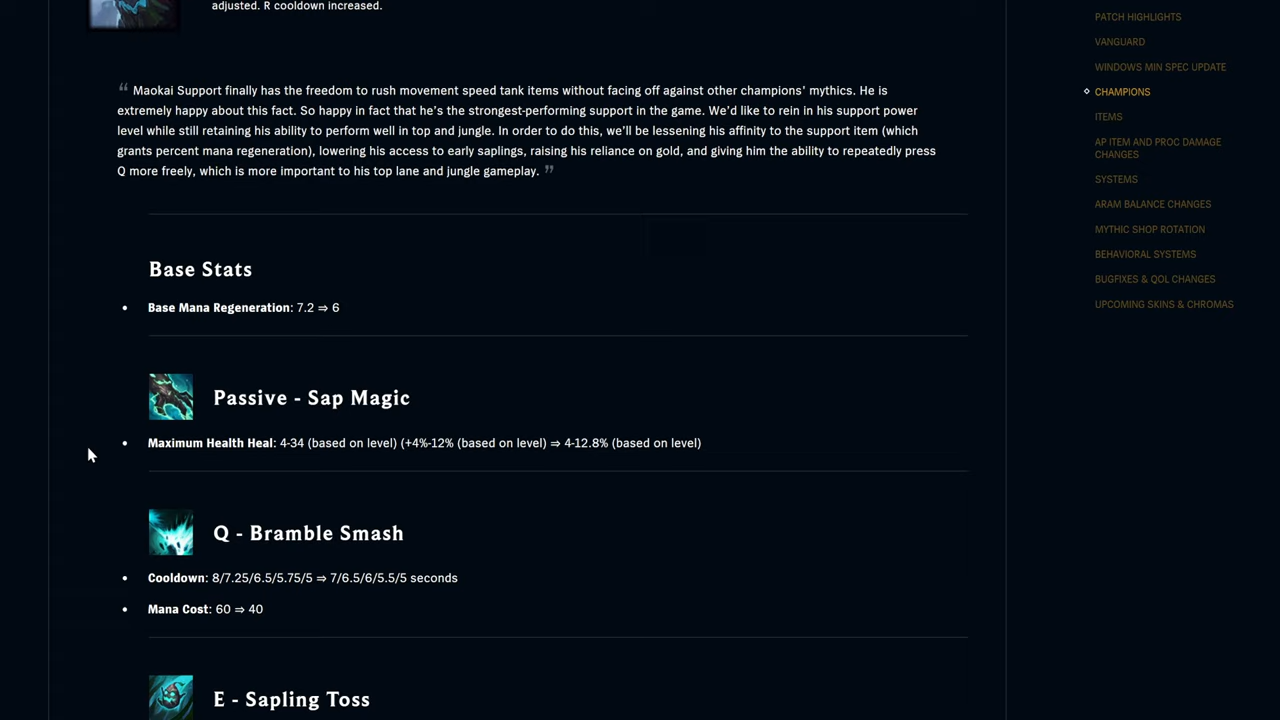 adjusted. R cooldown increased.
“ Maokai Support finally has the freedom to rush movement speed tank items without facing off against other champions’ mythics. He is
extremely happy about this fact. So happy in fact that he’s the strongest-performing support in the game. We’d like to rein in his support power
level while still retaining his ability to perform well in top and jungle. In order to do this, we’ll be lessening his affinity to the support item (which
grants percent mana regeneration), lowering his access to early saplings, raising his reliance on gold, and giving him the ability to repeatedly press
Q more freely, which is more important to his top lane and jungle gameplay. ”
Base Stats
• Base Mana Regeneration: 7.2 ⇒ 6
Passive - Sap Magic
• Maximum Health Heal: 4-34 (based on level) (+4%-12% (based on level) ⇒ 4-12.8% (based on level)
Q - Bramble Smash
• Cooldown: 8/7.25/6.5/5.75/5 ⇒ 7/6.5/6/5.5/5 seconds
• Mana Cost: 60 ⇒ 40
E - Sapling Toss
PATCH HIGHLIGHTS
VANGUARD
WINDOWS MIN SPEC UPDATE
CHAMPIONS
ITEMS
AP ITEM AND PROC DAMAGE
CHANGES
SYSTEMS
ARAM BALANCE CHANGES
MYTHIC SHOP ROTATION
BEHAVIORAL SYSTEMS
BUGFIXES & QOL CHANGES
UPCOMING SKINS & CHROMAS